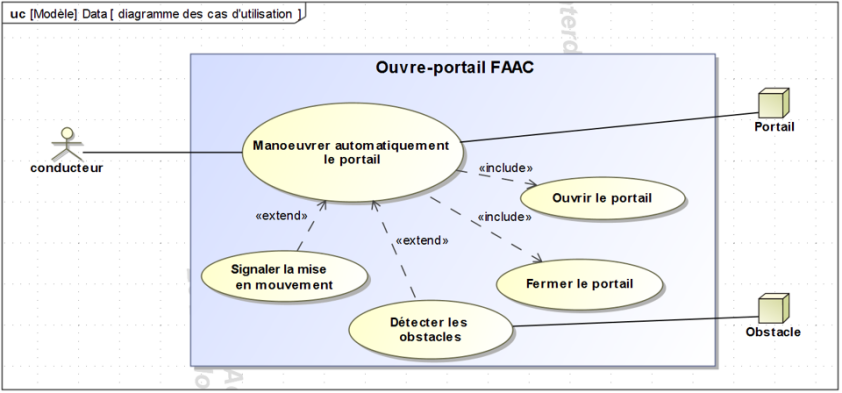 uc [Modèle] Data [ diagramme des cas d'utilisation ]
Ouvre-portail FAAC
Portail
Manoeuvrer automatiquement
le portail
conducteur
«include»
Ouvrir le portail
«extend»
«include»
«extend»
Signaler la mise
en mouvement
Fermer le portail
Détecter les
obstacles
Obstacle